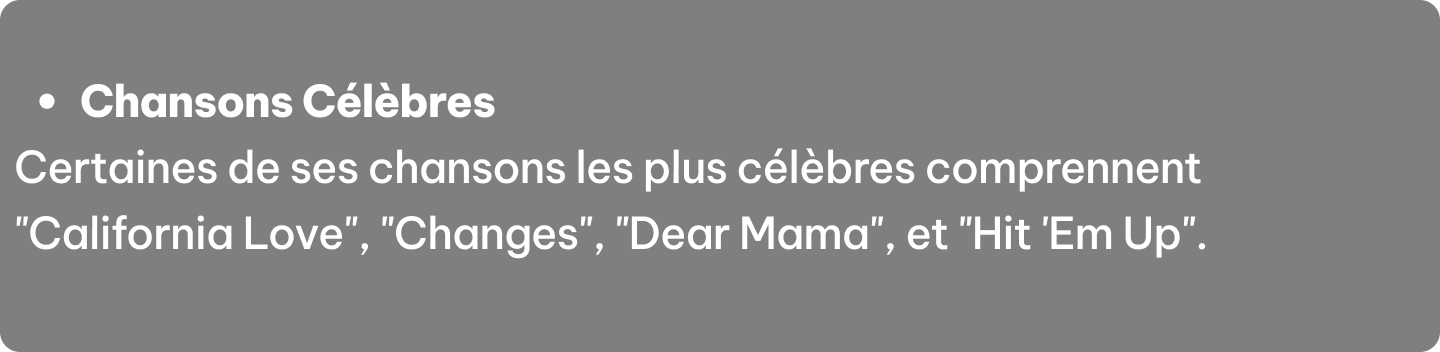 • Chansons Célèbres
Certaines de ses chansons les plus célèbres comprennent
"California Love", "Changes", "Dear Mama", et "Hit 'Em Up".